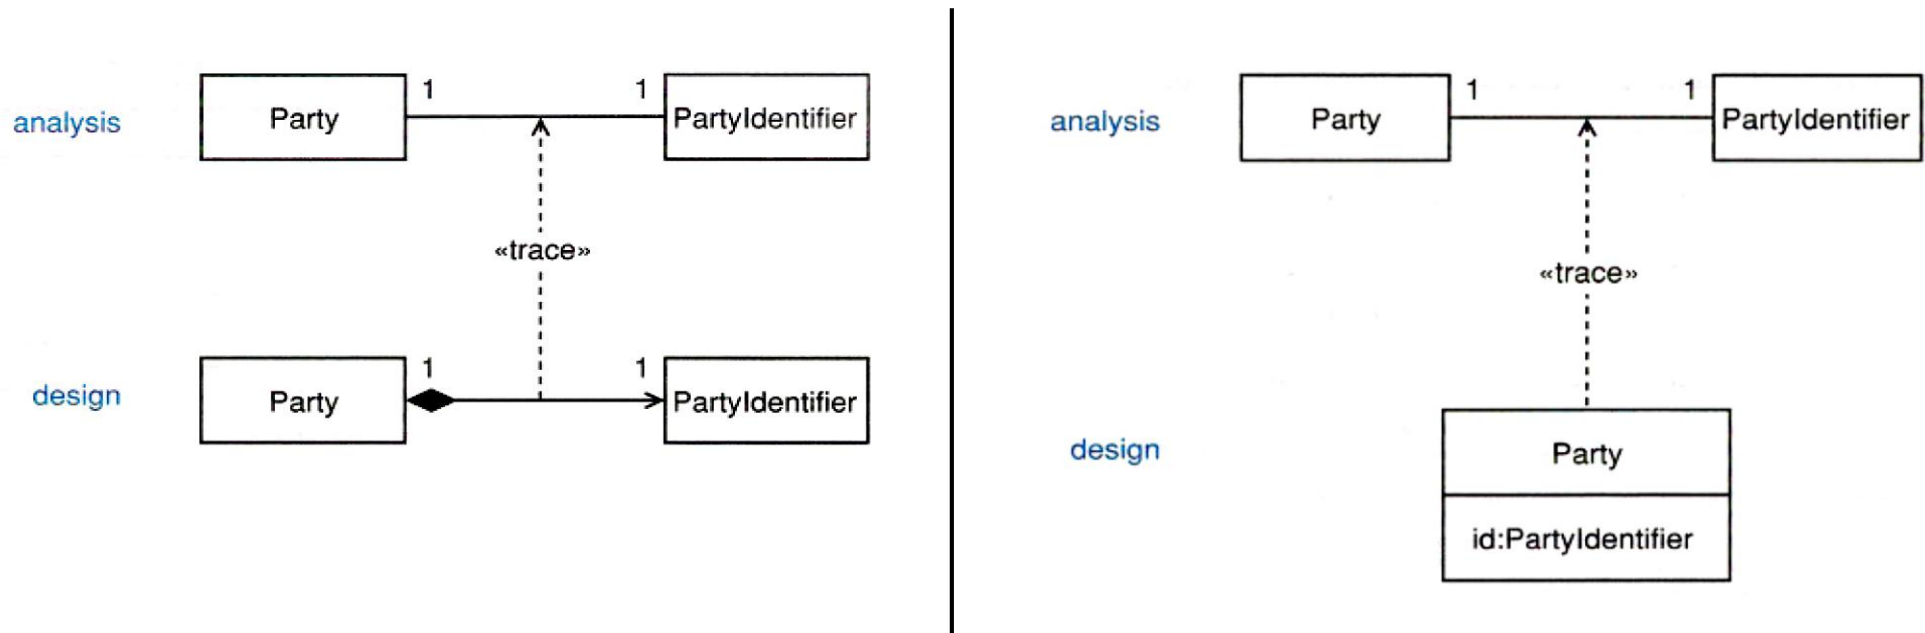 1 1
analysis Party PartyIdentifier
«trace»
1 1
design Party PartyIdentifier
1 1
analysis Party PartyIdentifier
«trace»
design Party
id:PartyIdentifier